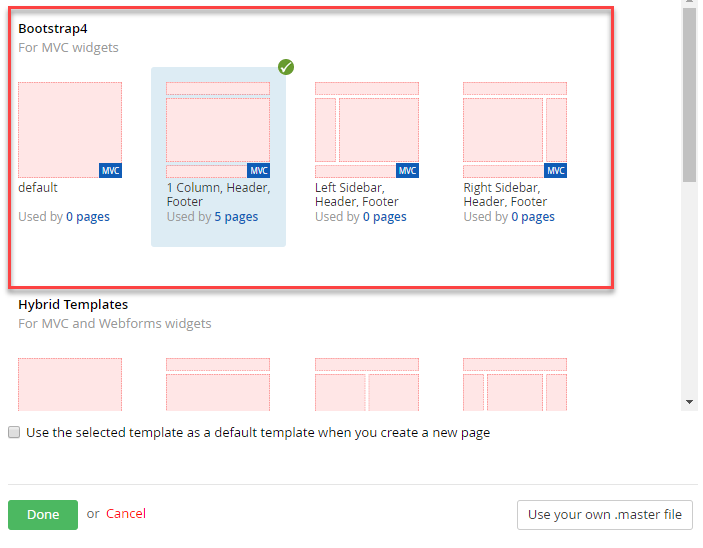 Bootstrap4
For MVC widgets
MVC
MVC
MVC
MVC
default
1 Column, Header,
Footer
Left Sidebar,
Header, Footer
Right Sidebar,
Header, Footer
Used by 0 pages
Used by 5 pages
Used by 0 pages
Used by 0 pages
Hybrid Templates
For MVC and Webforms widgets
Use the selected template as a default template when you create a new page
Done
or Cancel
Use your own .master file